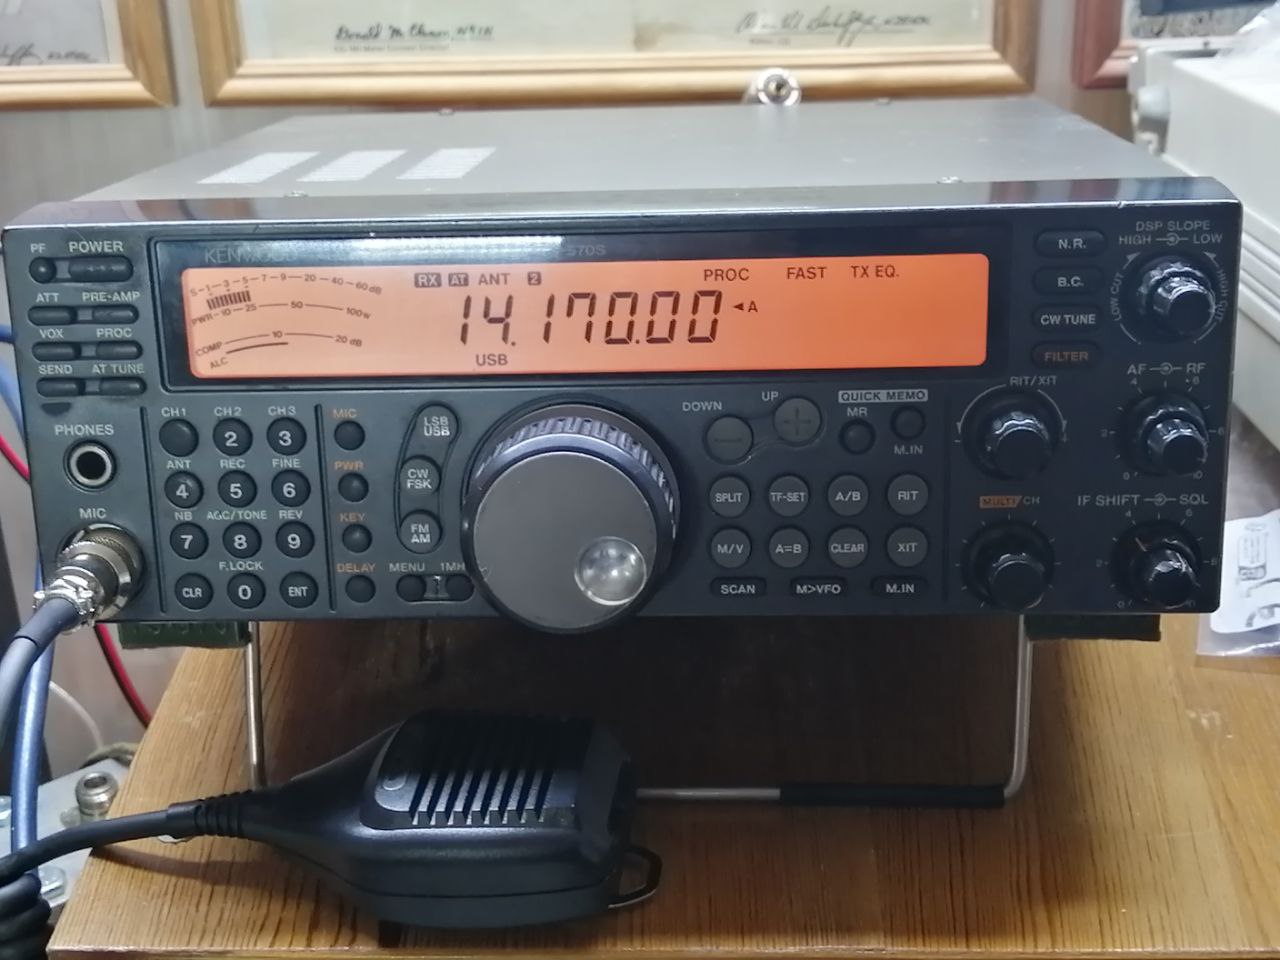 PF POWER
ATT PRE-AMP
VOX PROC
SEND AT TUNE
PHONES
MIC
KENWOOD 570S
S-1-3-5-7-9-20-40-60dB
PWR-10-25 50 100W
COMP 10 20dB
ALC
RX AT ANT 2 PROC FAST TX EQ.
14.170.00 ◄A
USB
CH1 CH2 CH3
1 2 3
ANT REC FINE
4 5 6
NB AGC/TONE REV
7 8 9
F.LOCK
CLR 0 ENT
MIC
PWR
KEY
DELAY
LSB
USB
CW
FSK
FM
AM
MENU 1MH
DOWN UP
QUICK MEMO
MR
M.IN
SPLIT TF-SET A/B RIT
M/V A=B CLEAR XIT
SCAN M>VFO M.IN
N.R.
B.C.
CW TUNE
FILTER
RIT/XIT
MULTI/CH
DSP SLOPE
HIGH LOW
LOW CUT HIGH CUT
AF RF
IF SHIFT SQL